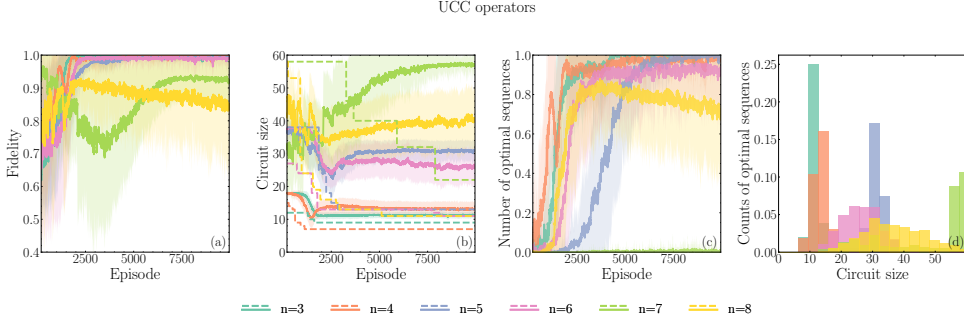 UCC operators
Fidelity
1.0
0.9
0.8
0.7
0.6
0.5
0.4
2500 5000 7500
Episode
(a)
Circuit size
60
50
40
30
20
10
0
2500 5000 7500
Episode
(b)
Number of optimal sequences
1.0
0.8
0.6
0.4
0.2
0.0
2500 5000 7500
Episode
(c)
Counts of optimal sequences
0.25
0.20
0.15
0.10
0.05
0.00
0 10 20 30 40 50
Circuit size
(d)
n=3 n=4 n=5 n=6 n=7 n=8